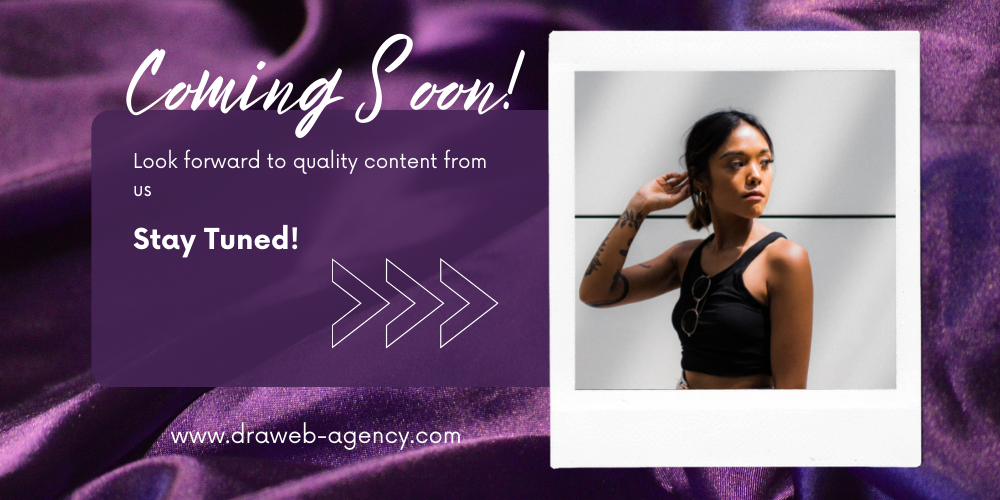 Coming Soon!
Look forward to quality content from
us
Stay Tuned!
www.draweb-agency.com